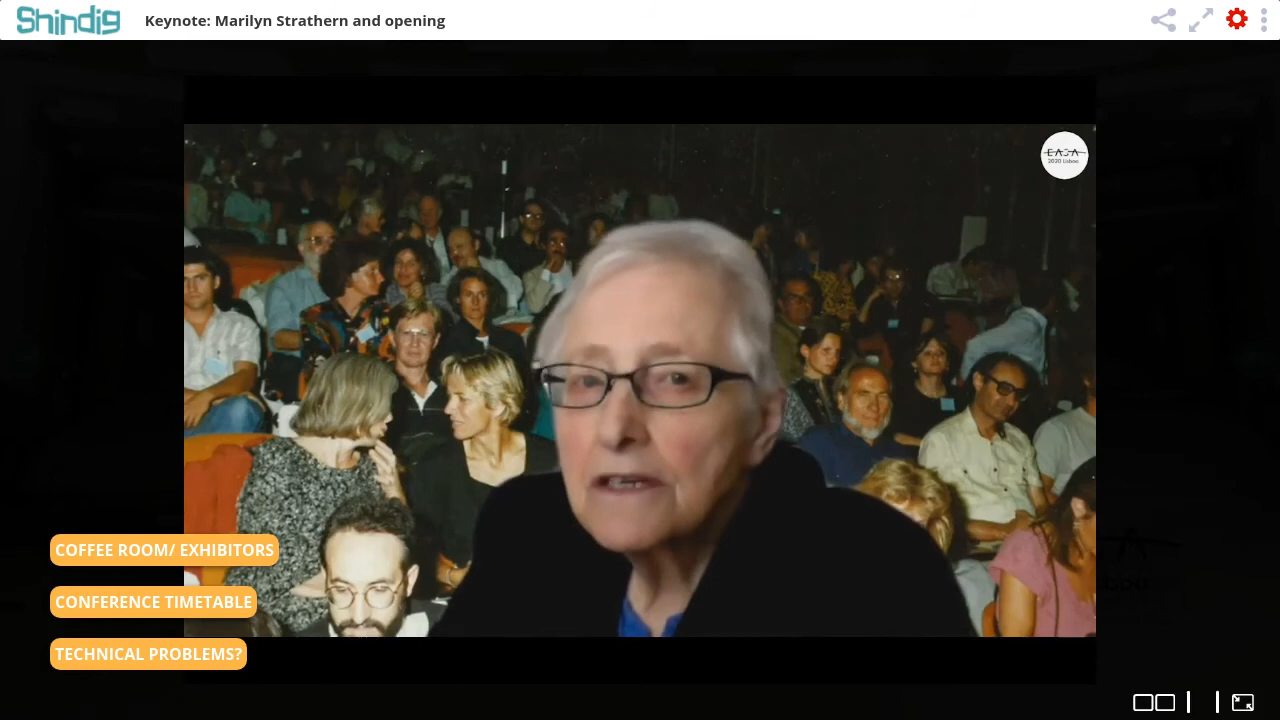 Shindig
Keynote: Marilyn Strathern and opening
EASA
2020 Lisboa
COFFEE ROOM/ EXHIBITORS
CONFERENCE TIMETABLE
TECHNICAL PROBLEMS?